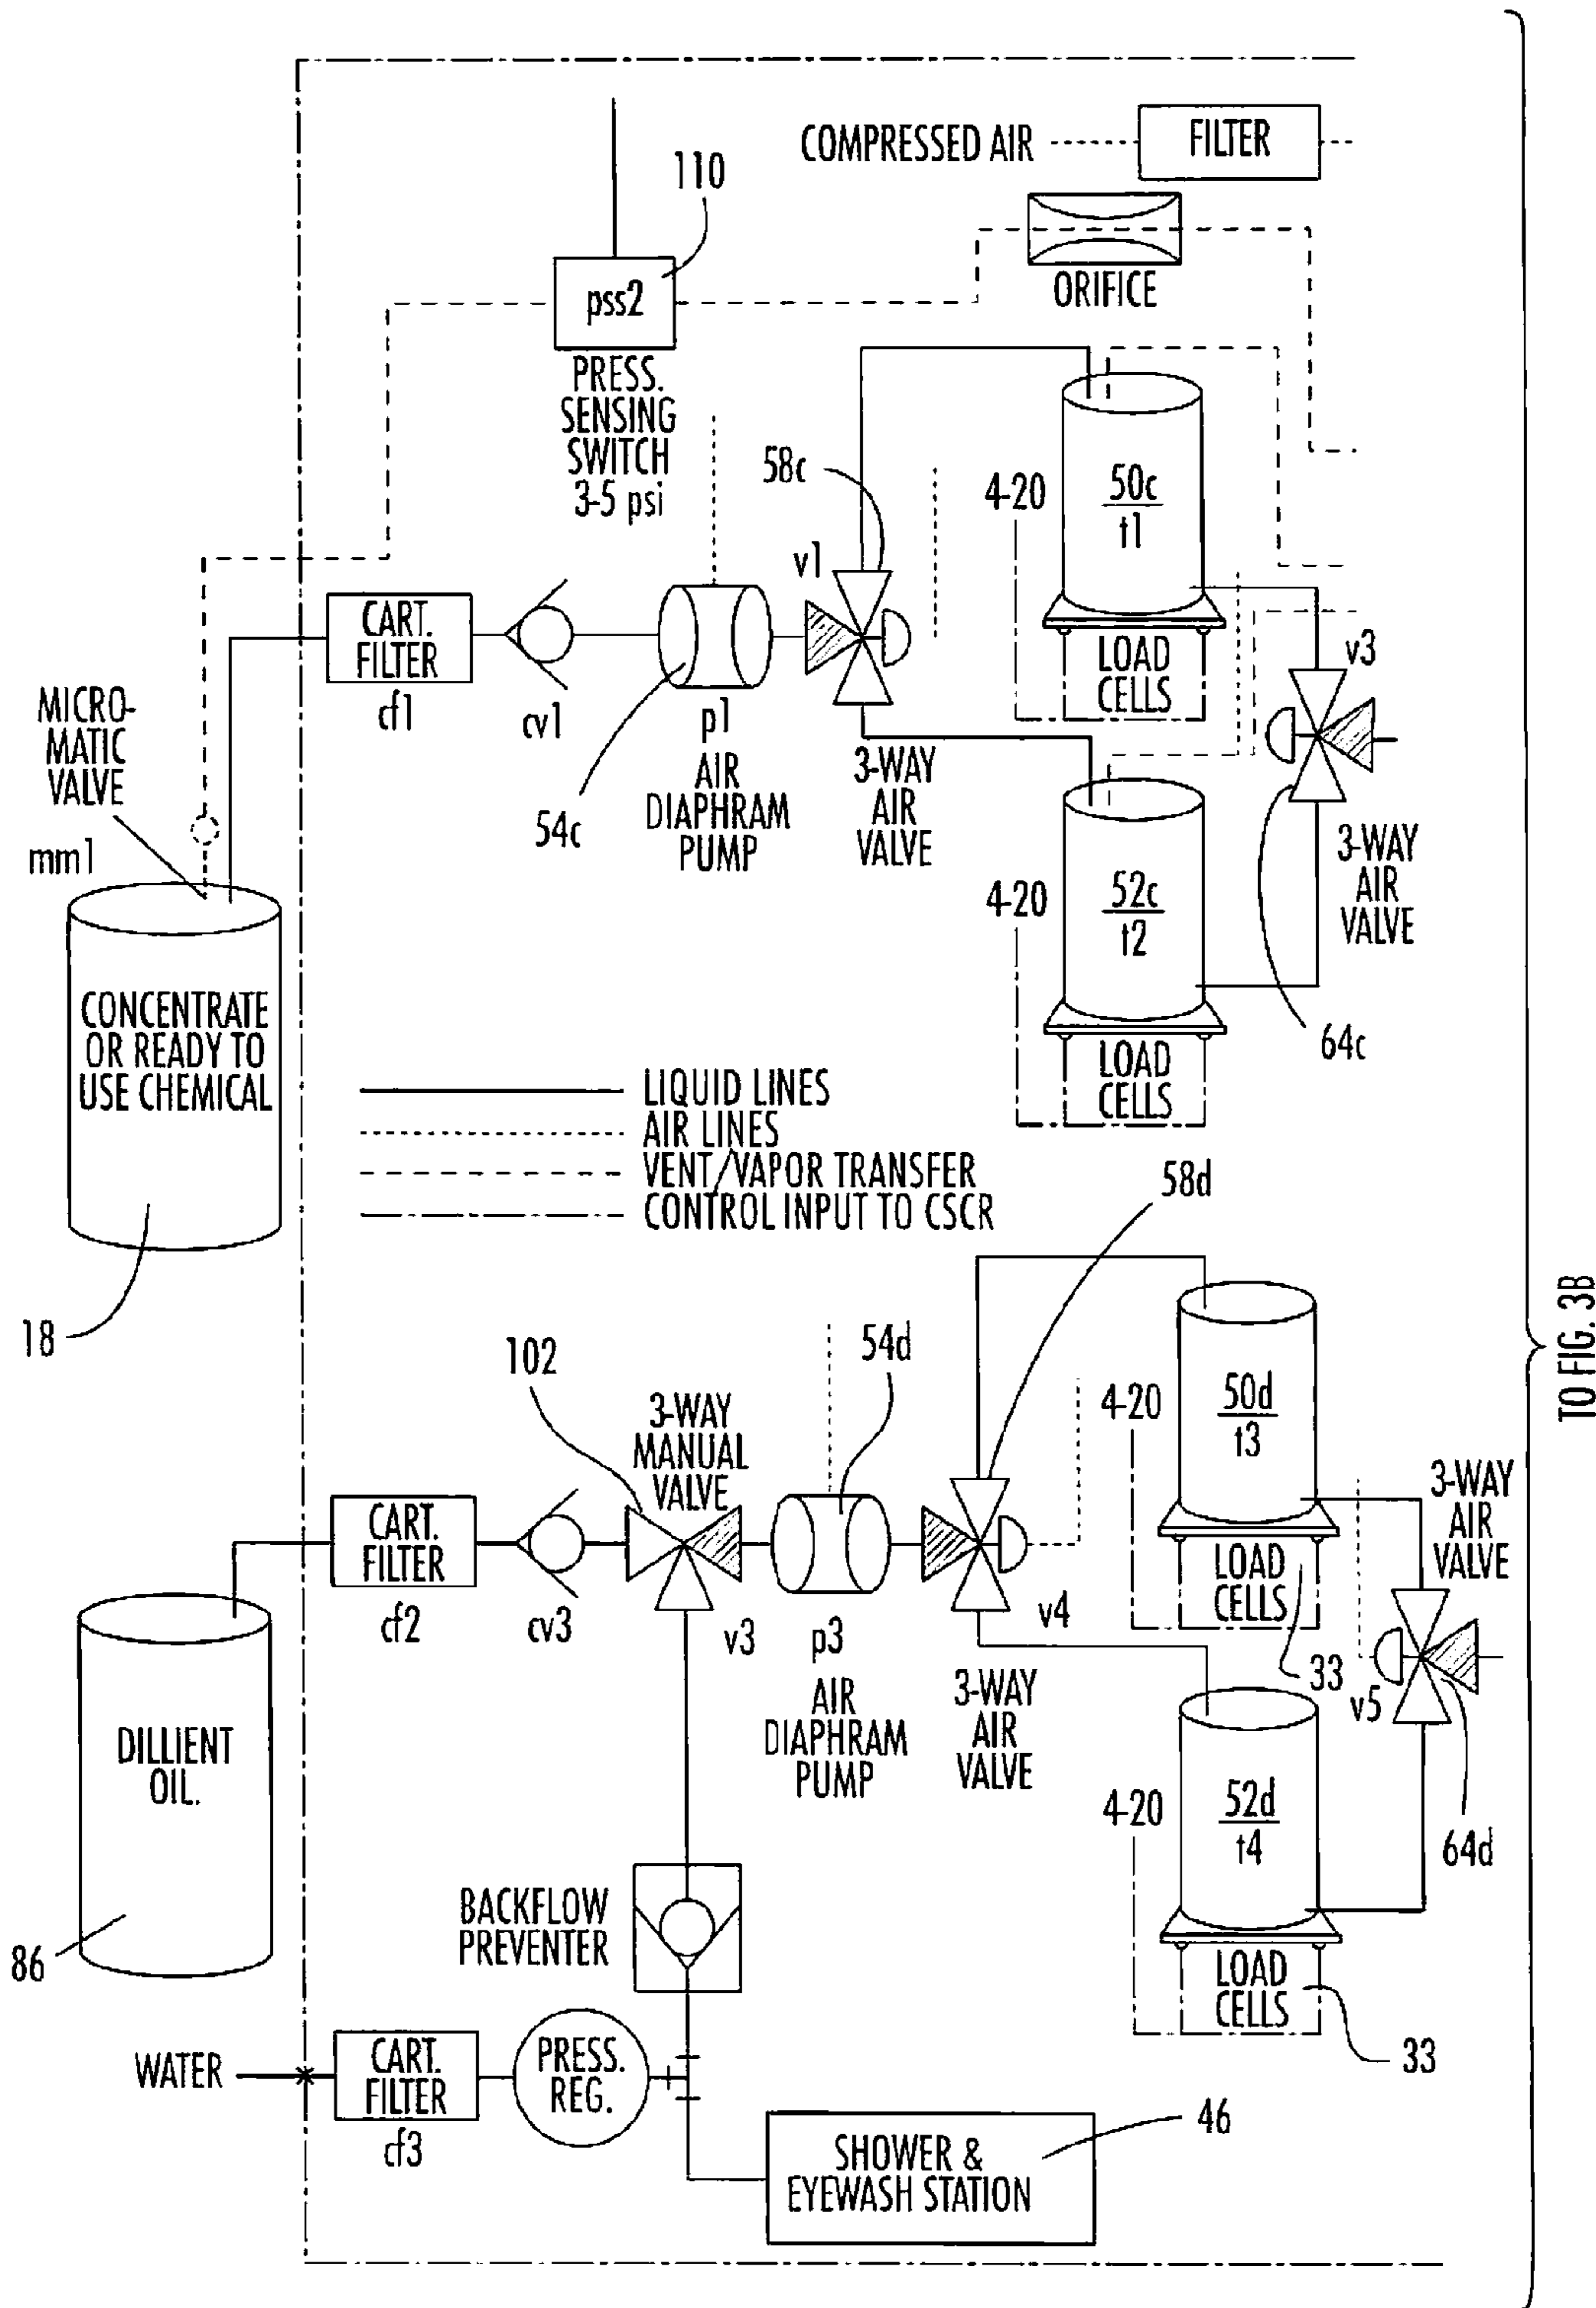 COMPRESSED AIR
FILTER
110
pss2
ORIFICE
PRESS.
SENSING
SWITCH
3-5 psi
58c
4-20
50c
t1
v1
CART.
FILTER
cf1
cv1
p1
AIR
DIAPHRAM
PUMP
54c
3-WAY
AIR
VALVE
LOAD
CELLS
v3
MICRO-
MATIC
VALVE
mm1
4-20
52c
t2
3-WAY
AIR
VALVE
64c
LOAD
CELLS
CONCENTRATE
OR READY TO
USE CHEMICAL
18
LIQUID LINES
AIR LINES
VENT/VAPOR TRANSFER
CONTROL INPUT TO CSCR
58d
TO FIG. 3B
102
3-WAY
MANUAL
VALVE
54d
4-20
50d
t3
3-WAY
AIR
VALVE
CART.
FILTER
cf2
cv3
v3
p3
AIR
DIAPHRAM
PUMP
v4
3-WAY
AIR
VALVE
LOAD
CELLS
33
v5
64d
DILLIENT
OIL.
86
4-20
52d
t4
LOAD
CELLS
33
BACKFLOW
PREVENTER
WATER
CART.
FILTER
cf3
PRESS.
REG.
SHOWER &
EYEWASH STATION
46